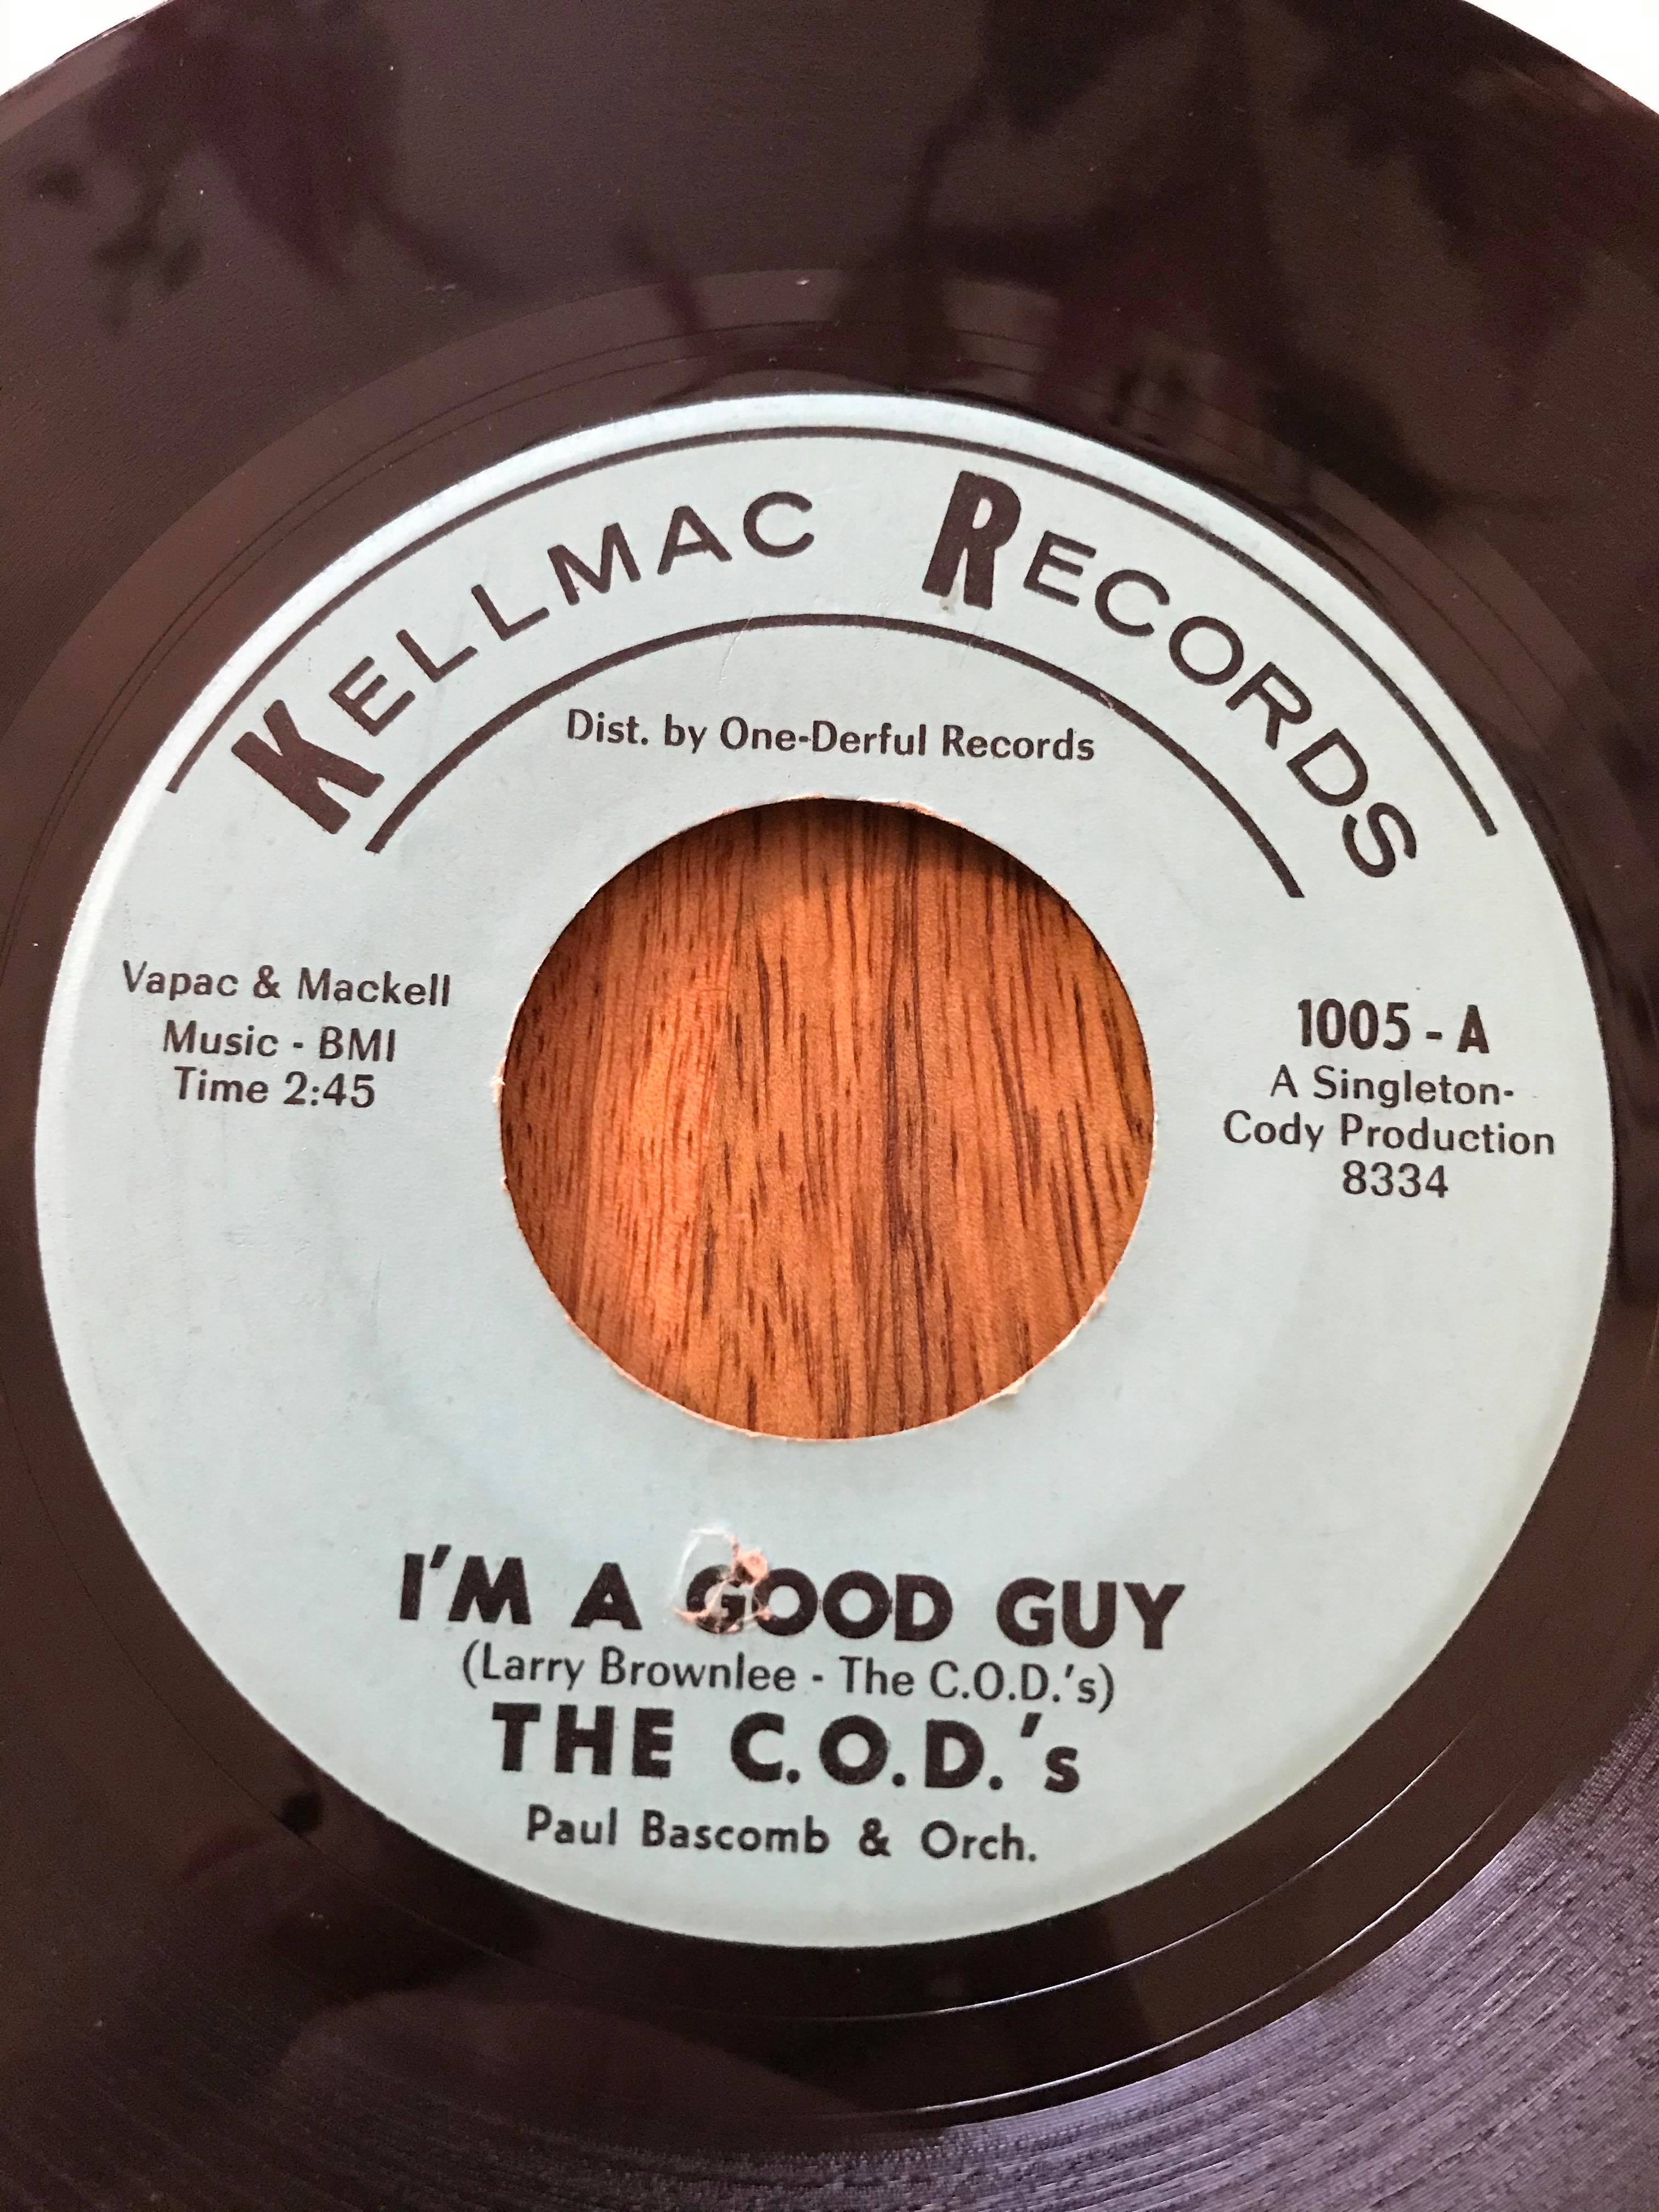 KELLMAC RECORDS
Dist. by One-Derful Records
Vapac & Mackell
Music - BMI
Time 2:45
1005 - A
A Singleton-
Cody Production
8334
I'M A GOOD GUY
(Larry Brownlee - The C.O.D.'s)
THE C.O.D.'s
Paul Bascomb & Orch.